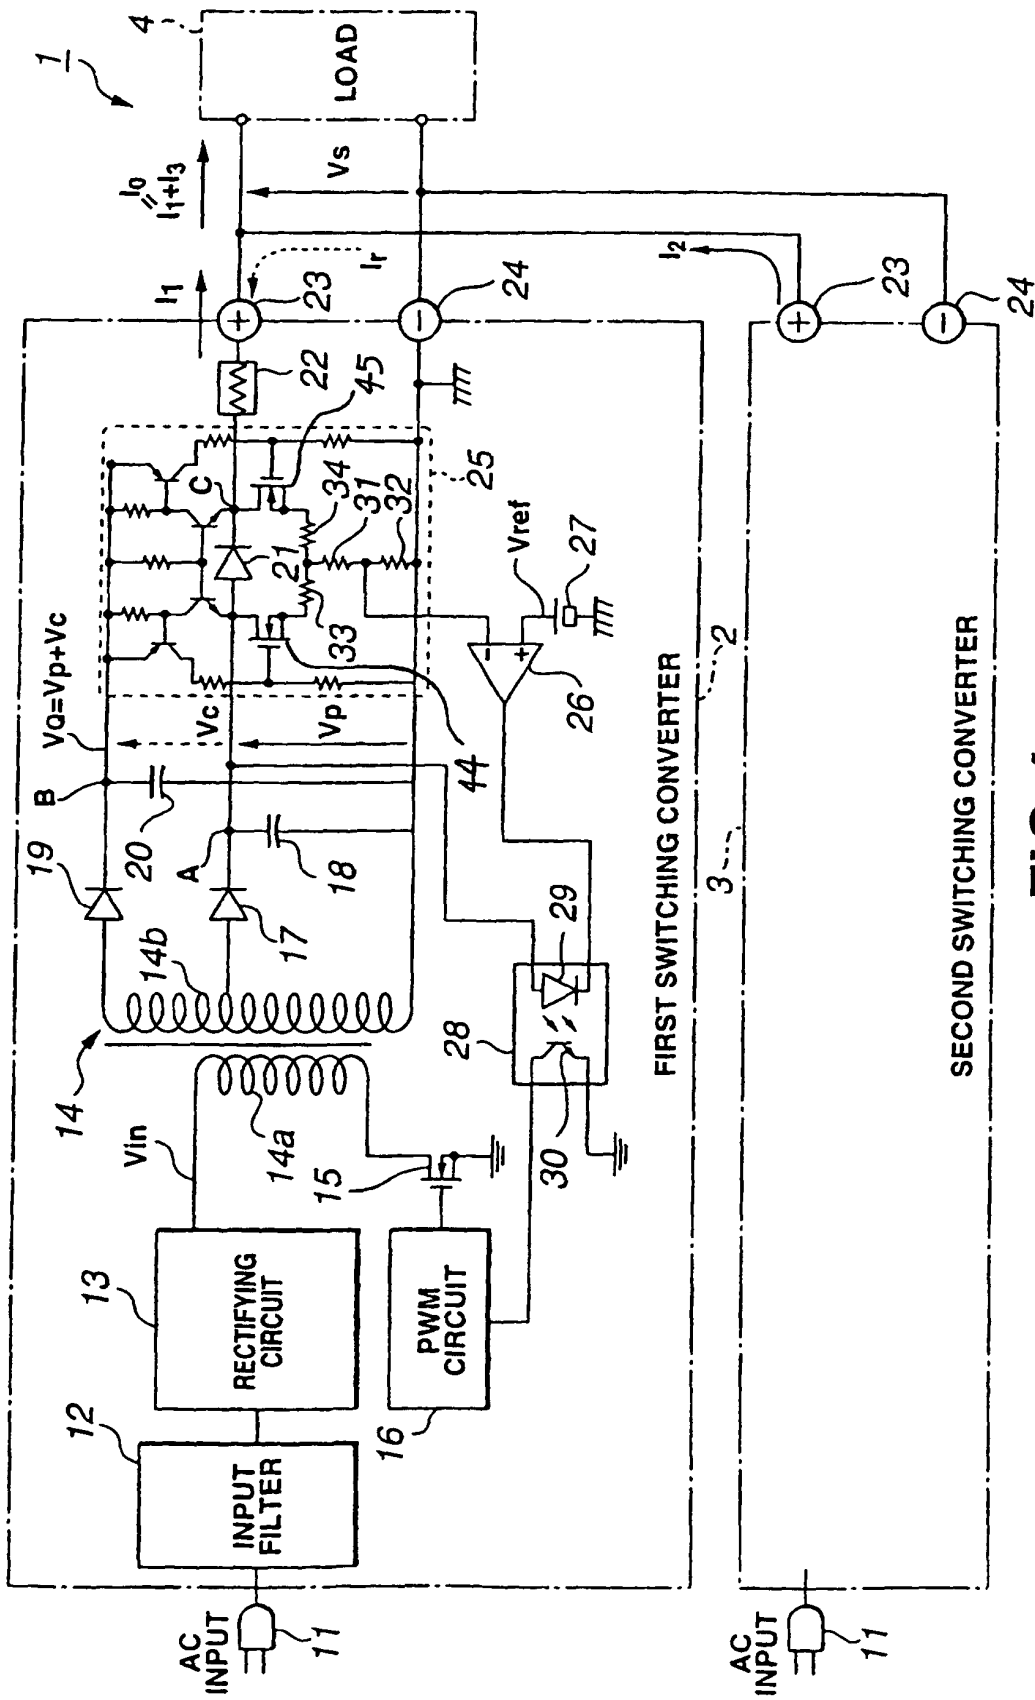 1
I₀
=
I₁+I₃
I₁
4
LOAD
Vs
Ir
I₂
23
24
23
24
22
45
25
C
21
34
31
32
33
44
VQ=Vp+Vc
Vc
Vp
B
A
19
20
17
18
Vref
27
26
14
14b
14a
Vin
15
28
29
30
13
RECTIFYING
CIRCUIT
12
INPUT
FILTER
16
PWM
CIRCUIT
AC
INPUT
11
FIRST SWITCHING CONVERTER
2
3
SECOND SWITCHING CONVERTER
AC
INPUT
11
+
−
+
−
−
+